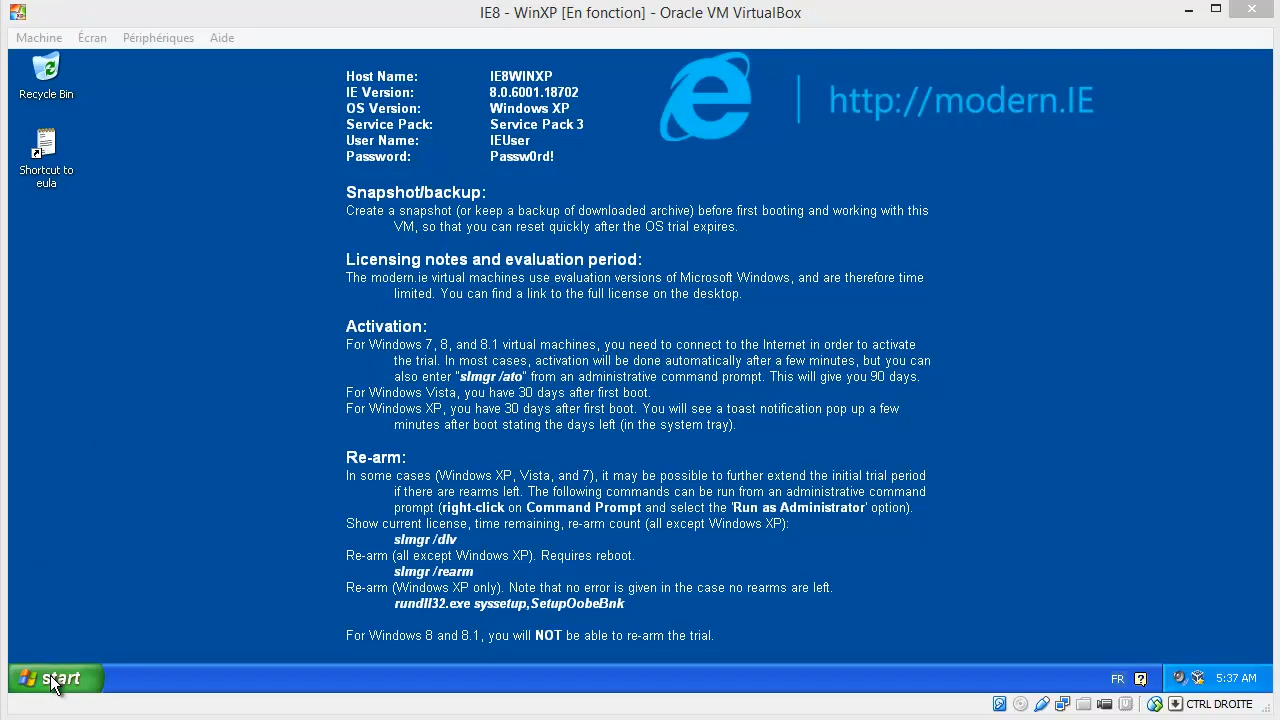 IE8 - WinXP [En fonction] - Oracle VM VirtualBox
Machine Écran Périphériques Aide
Recycle Bin
Shortcut to
eula
Host Name: IE8WINXP
IE Version: 8.0.6001.18702
OS Version: Windows XP
Service Pack: Service Pack 3
User Name: IEUser
Password: Passw0rd!
http://modern.IE
Snapshot/backup:
Create a snapshot (or keep a backup of downloaded archive) before first booting and working with this
VM, so that you can reset quickly after the OS trial expires.
Licensing notes and evaluation period:
The modern.ie virtual machines use evaluation versions of Microsoft Windows, and are therefore time
limited. You can find a link to the full license on the desktop.
Activation:
For Windows 7, 8, and 8.1 virtual machines, you need to connect to the Internet in order to activate
the trial. In most cases, activation will be done automatically after a few minutes, but you can
also enter "slmgr /ato" from an administrative command prompt. This will give you 90 days.
For Windows Vista, you have 30 days after first boot.
For Windows XP, you have 30 days after first boot. You will see a toast notification pop up a few
minutes after boot stating the days left (in the system tray).
Re-arm:
In some cases (Windows XP, Vista, and 7), it may be possible to further extend the initial trial period
if there are rearms left. The following commands can be run from an administrative command
prompt (right-click on Command Prompt and select the 'Run as Administrator' option).
Show current license, time remaining, re-arm count (all except Windows XP):
slmgr /dlv
Re-arm (all except Windows XP). Requires reboot.
slmgr /rearm
Re-arm (Windows XP only). Note that no error is given in the case no rearms are left.
rundll32.exe syssetup,SetupOobeBnk
For Windows 8 and 8.1, you will NOT be able to re-arm the trial.
start FR 5:37 AM
CTRL DROITE